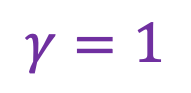 γ = 1